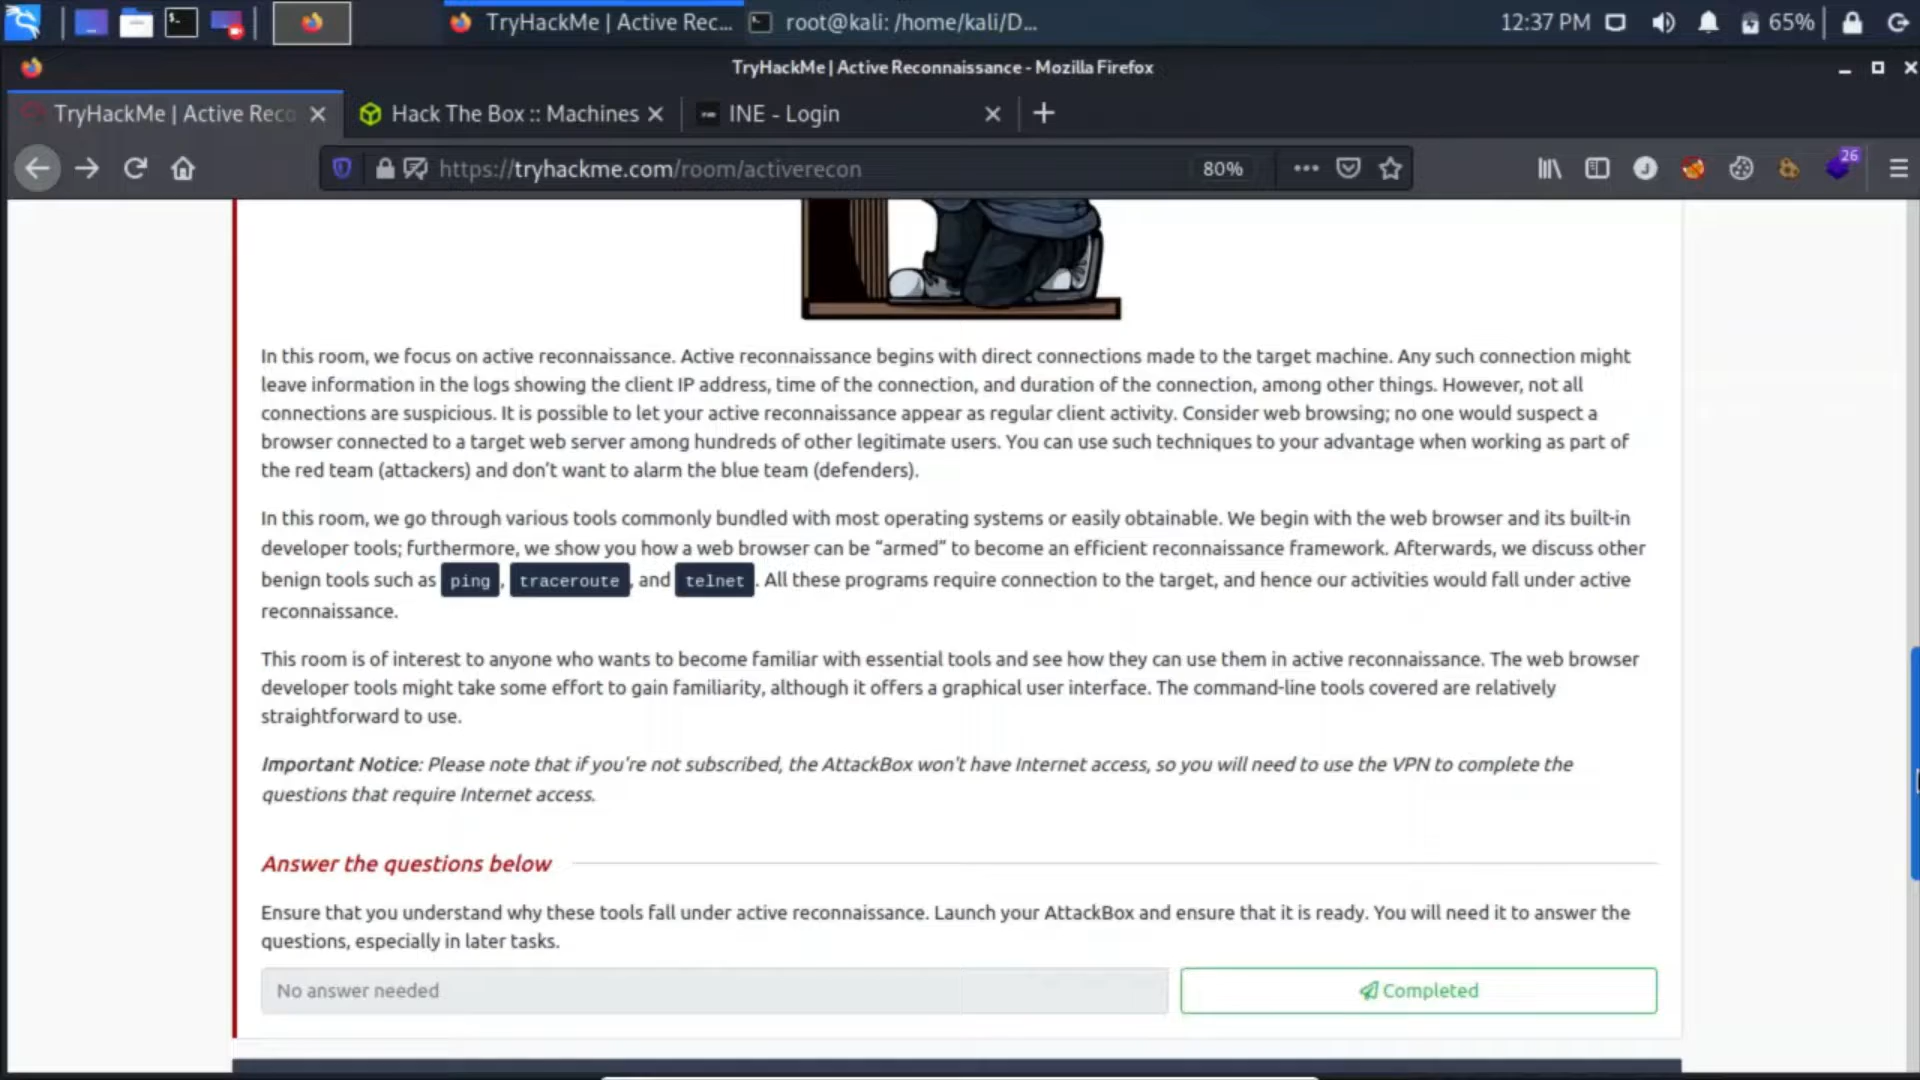 TryHackMe | Active Rec...
root@kali: /home/kali/D...
12:37 PM
65%
TryHackMe | Active Reconnaissance - Mozilla Firefox
TryHackMe | Active Reco
Hack The Box :: Machines
INE - Login
https://tryhackme.com/room/activerecon
80%
J
26
In this room, we focus on active reconnaissance. Active reconnaissance begins with direct connections made to the target machine. Any such connection might
leave information in the logs showing the client IP address, time of the connection, and duration of the connection, among other things. However, not all
connections are suspicious. It is possible to let your active reconnaissance appear as regular client activity. Consider web browsing; no one would suspect a
browser connected to a target web server among hundreds of other legitimate users. You can use such techniques to your advantage when working as part of
the red team (attackers) and don't want to alarm the blue team (defenders).
In this room, we go through various tools commonly bundled with most operating systems or easily obtainable. We begin with the web browser and its built-in
developer tools; furthermore, we show you how a web browser can be “armed” to become an efficient reconnaissance framework. Afterwards, we discuss other
benign tools such as ping, traceroute, and telnet. All these programs require connection to the target, and hence our activities would fall under active
reconnaissance.
This room is of interest to anyone who wants to become familiar with essential tools and see how they can use them in active reconnaissance. The web browser
developer tools might take some effort to gain familiarity, although it offers a graphical user interface. The command-line tools covered are relatively
straightforward to use.
Important Notice: Please note that if you're not subscribed, the AttackBox won't have Internet access, so you will need to use the VPN to complete the
questions that require Internet access.
Answer the questions below
Ensure that you understand why these tools fall under active reconnaissance. Launch your AttackBox and ensure that it is ready. You will need it to answer the
questions, especially in later tasks.
No answer needed
Completed